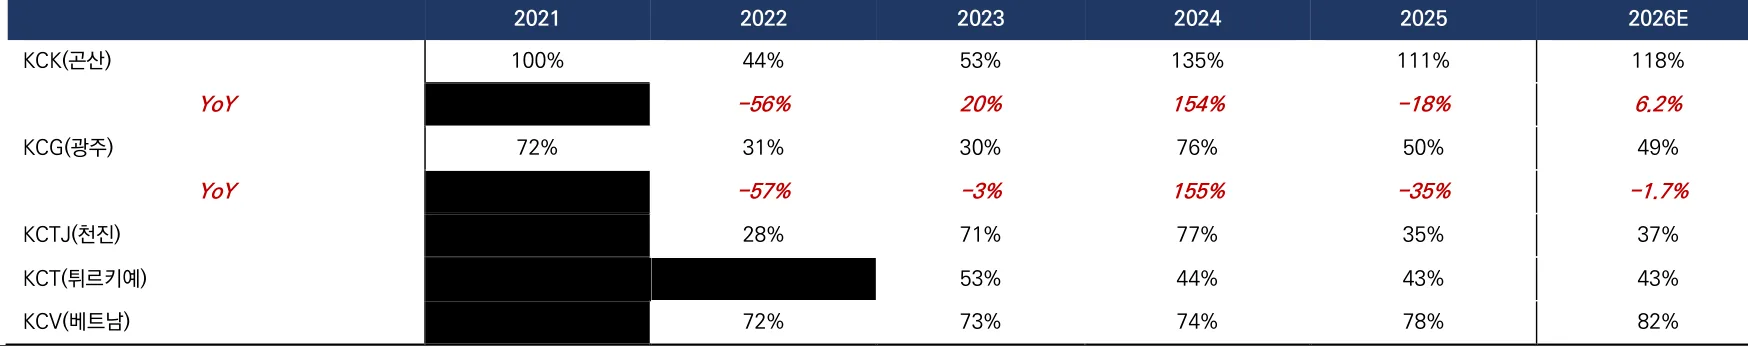 2021 2022 2023 2024 2025 2026E
KCK(곤산) 100% 44% 53% 135% 111% 118%
YoY -56% 20% 154% -18% 6.2%
KCG(광주) 72% 31% 30% 76% 50% 49%
YoY -57% -3% 155% -35% -1.7%
KCTJ(천진) 28% 71% 77% 35% 37%
KCT(튀르키예) 53% 44% 43% 43%
KCV(베트남) 72% 73% 74% 78% 82%